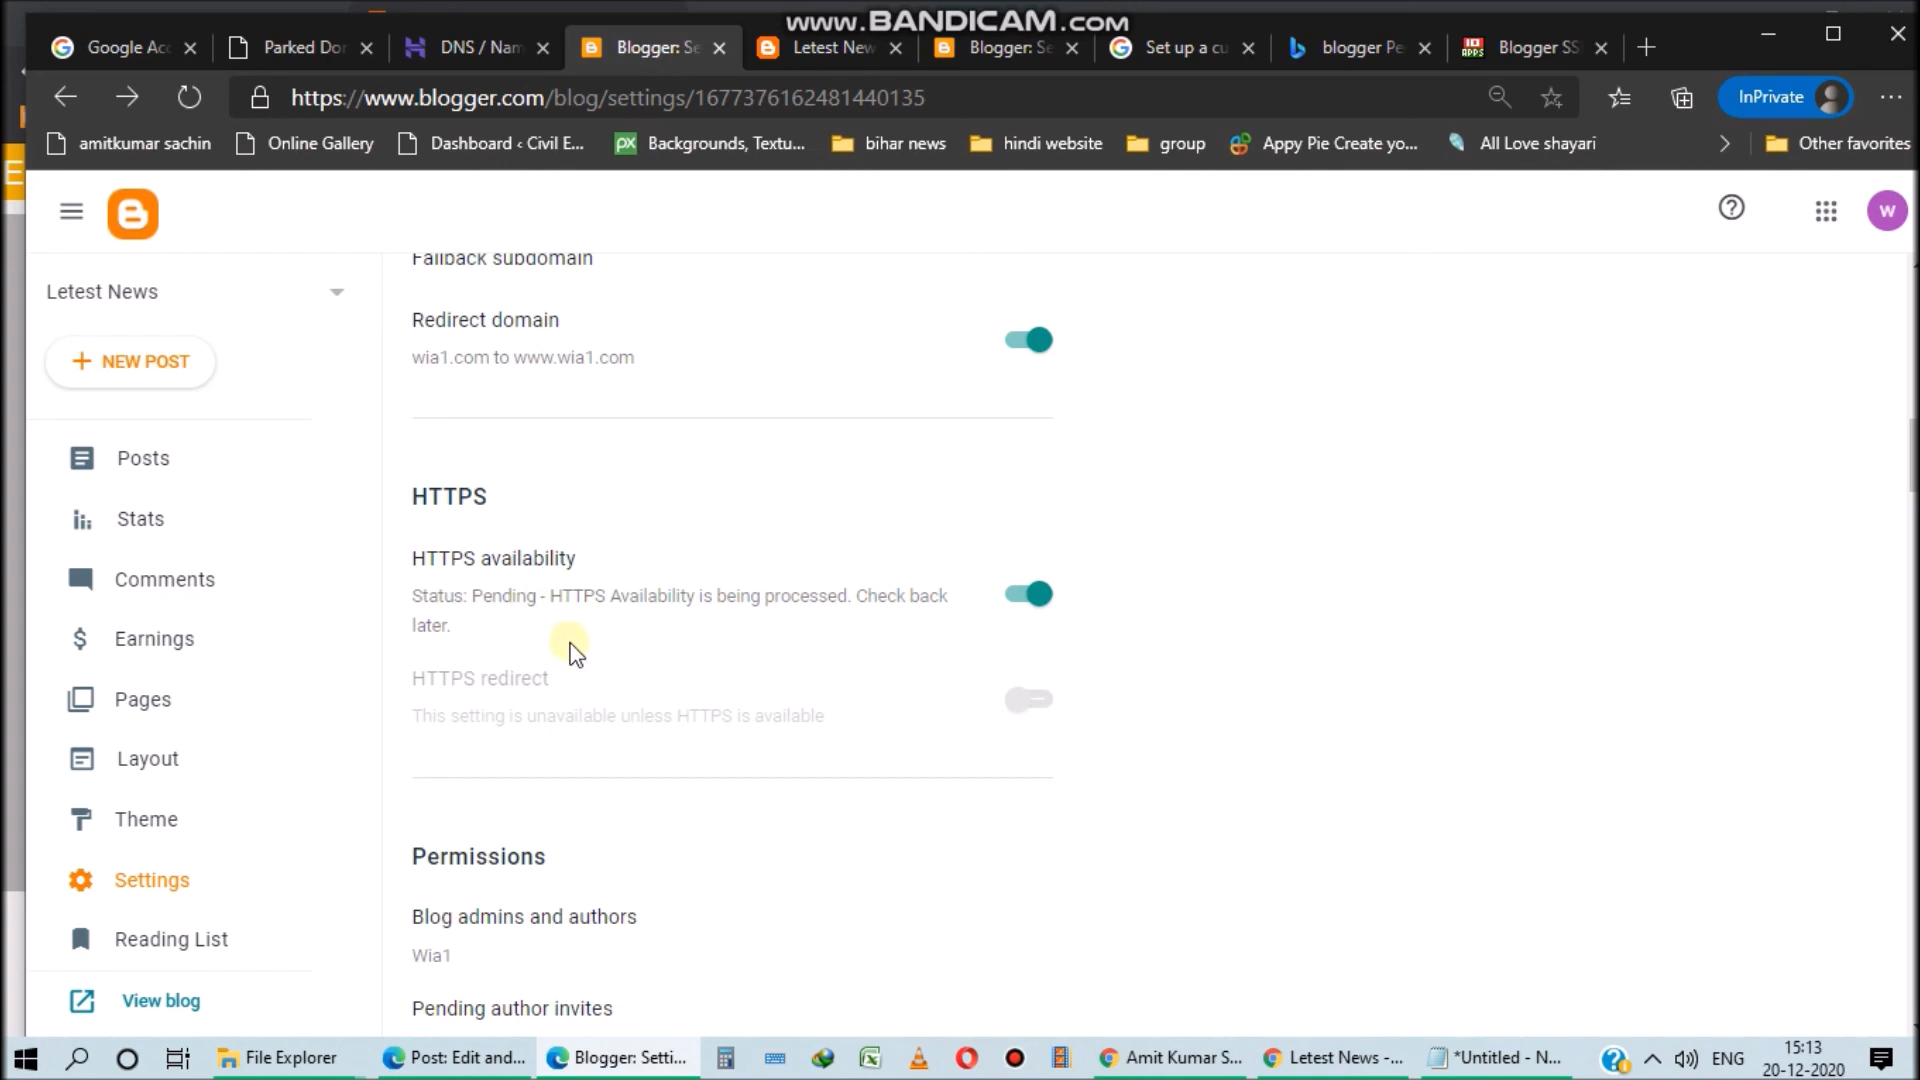 www.BANDICAM.com
Google Acc
Parked Dor
DNS / Nam
Blogger: Se
Letest New
Blogger: Se
Set up a cu
blogger Pe
101 APPS
Blogger SS
https://www.blogger.com/blog/settings/1677376162481440135
InPrivate
amitkumar sachin
Online Gallery
Dashboard ‹ Civil E...
px
Backgrounds, Textu...
bihar news
hindi website
group
Appy Pie Create yo...
All Love shayari
Other favorites
W
Letest News
NEW POST
Posts
Stats
Comments
Earnings
Pages
Layout
Theme
Settings
Reading List
View blog
Fallback subdomain
Redirect domain
wia1.com to www.wia1.com
HTTPS
HTTPS availability
Status: Pending - HTTPS Availability is being processed. Check back
later.
HTTPS redirect
This setting is unavailable unless HTTPS is available
Permissions
Blog admins and authors
Wia1
Pending author invites
File Explorer
Post: Edit and...
Blogger: Setti...
Amit Kumar S...
Letest News -...
*Untitled - N...
ENG
15:13
20-12-2020